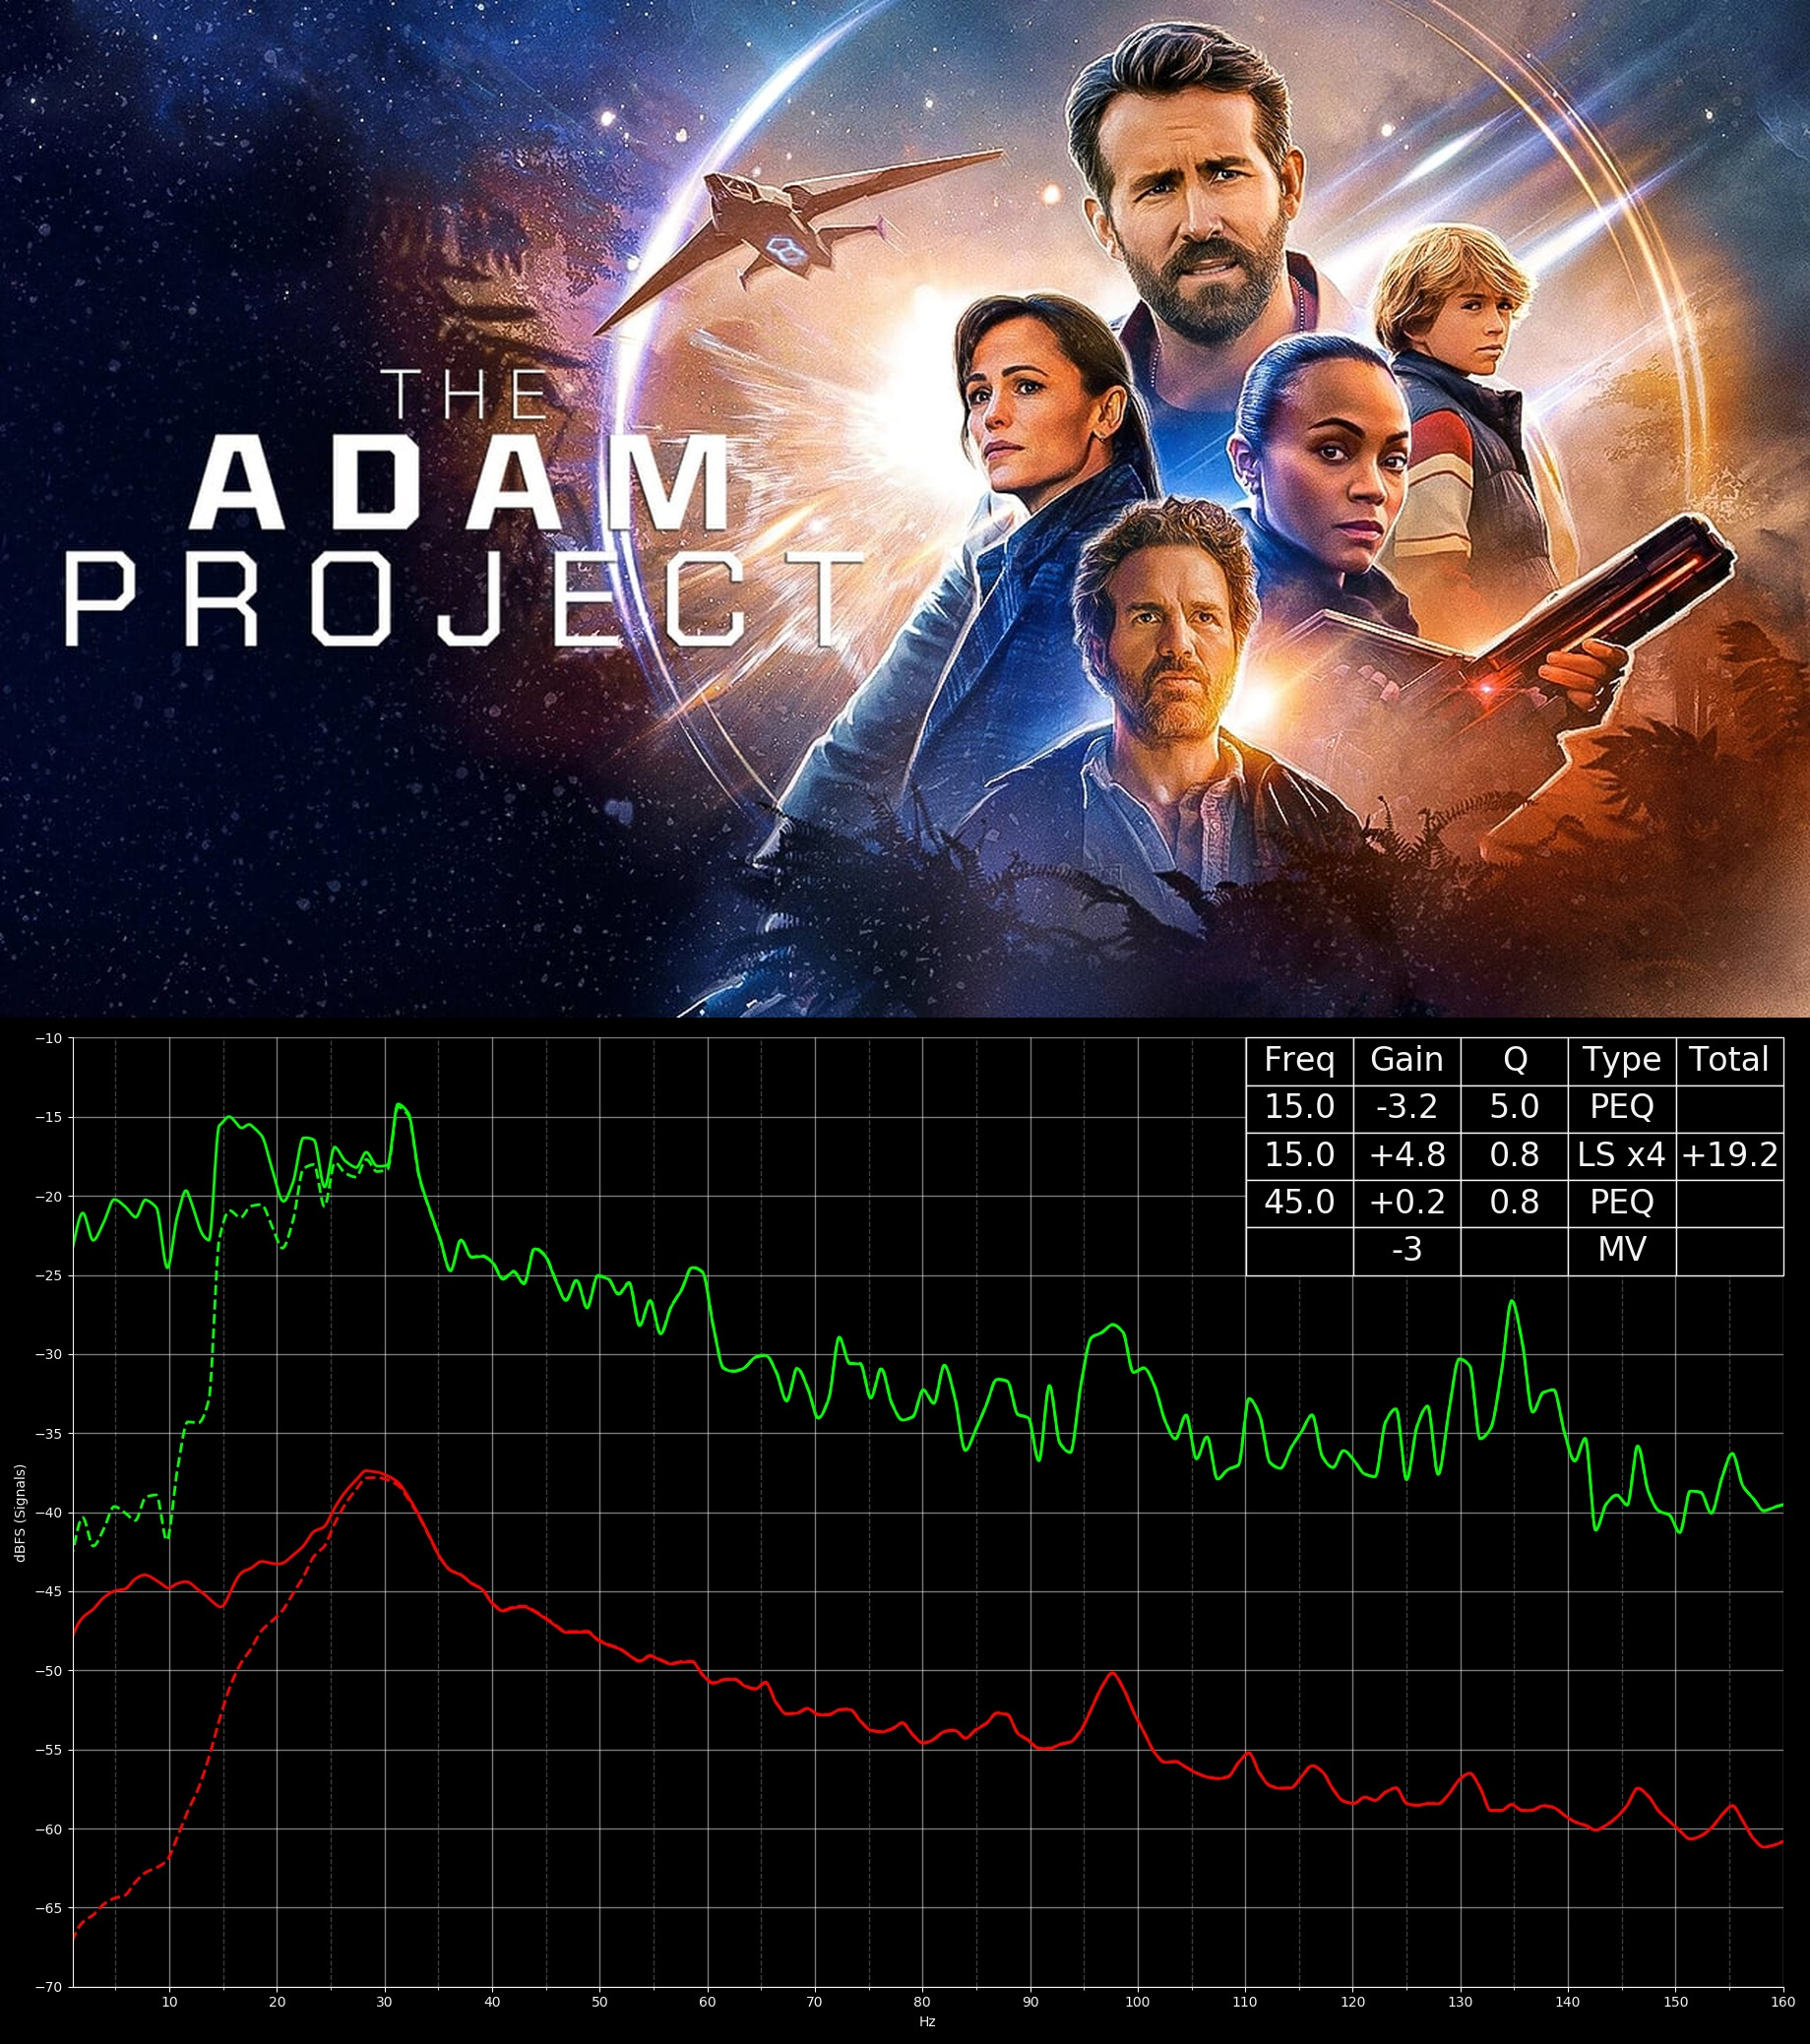 THE
ADAM
PROJECT
Freq Gain Q Type Total
15.0 -3.2 5.0 PEQ
15.0 +4.8 0.8 LS x4 +19.2
45.0 +0.2 0.8 PEQ
-3 MV
−10
−15
−20
−25
−30
−35
−40
−45
−50
−55
−60
−65
−70
dBFS (Signals)
10 20 30 40 50 60 70 80 90 100 110 120 130 140 150 160
Hz